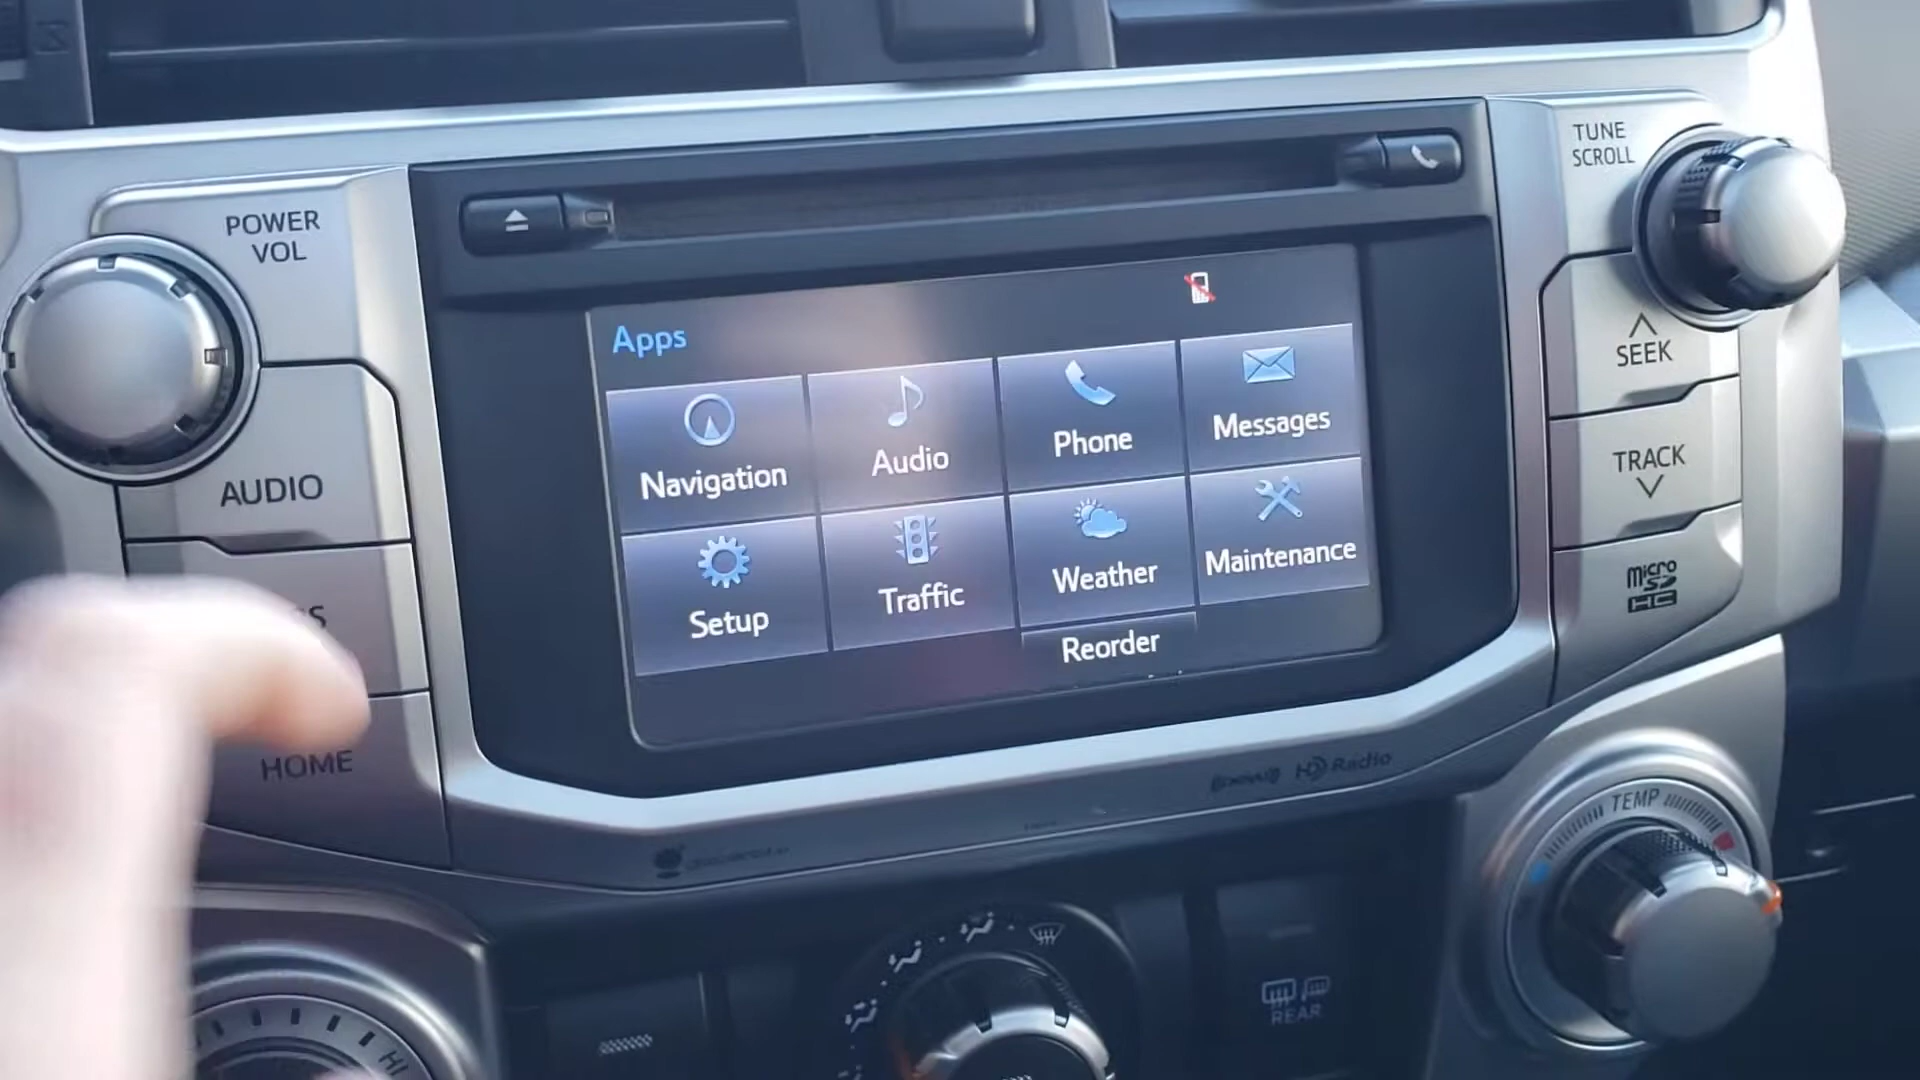 TUNE
SCROLL
POWER
VOL
Apps
SEEK
Navigation
Audio
Phone
Messages
AUDIO
TRACK
Setup
Traffic
Weather
Maintenance
micro
SD
HC
Reorder
HOME
HD Radio
TEMP
REAR
HI